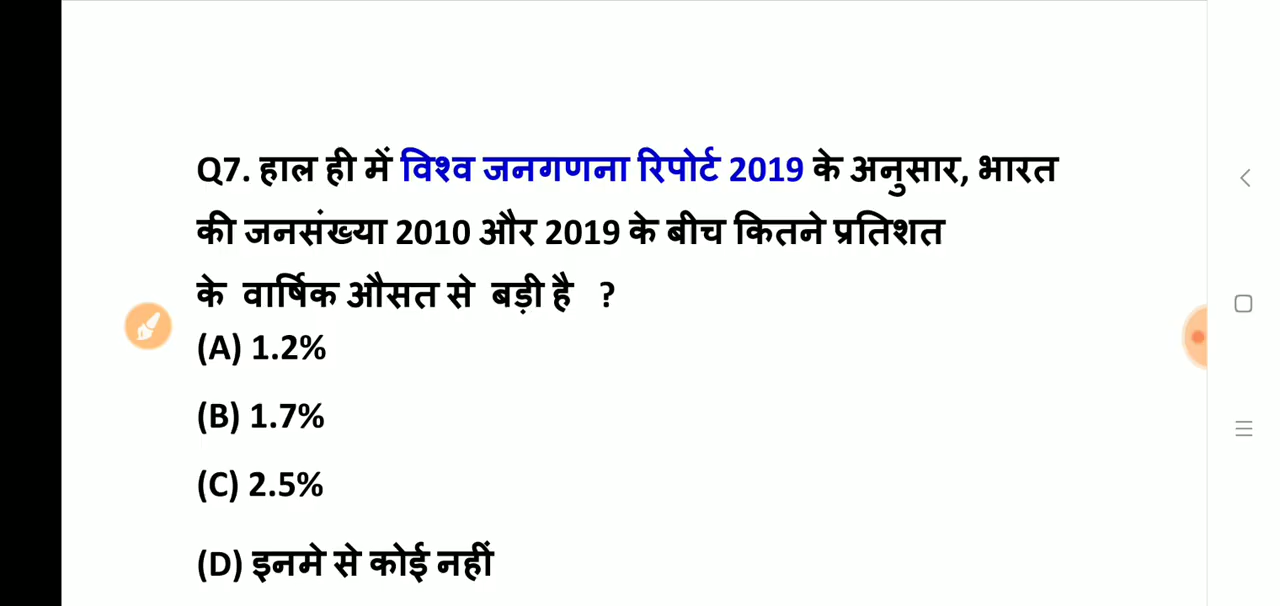 Q7. हाल ही में विश्व जनगणना रिपोर्ट 2019 के अनुसार, भारत
की जनसंख्या 2010 और 2019 के बीच कितने प्रतिशत
के वार्षिक औसत से बड़ी है ?
(A) 1.2%
(B) 1.7%
(C) 2.5%
(D) इनमे से कोई नहीं